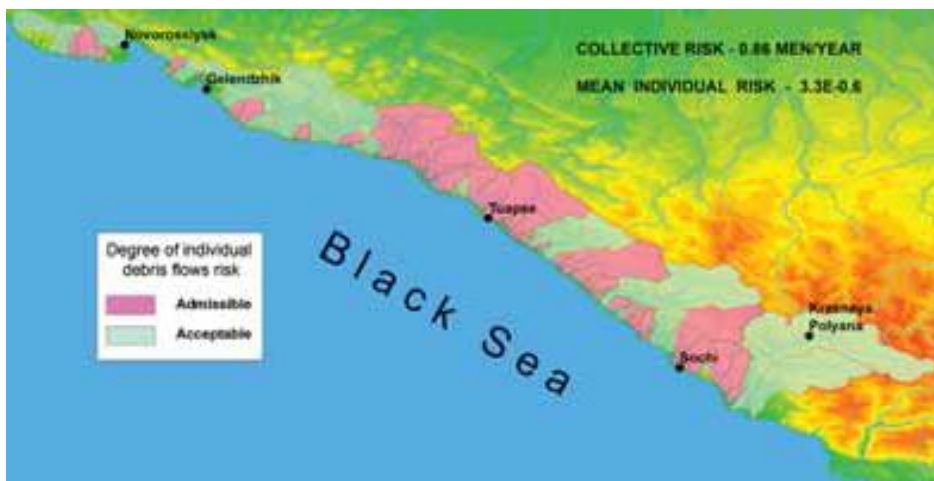 Novorossiysk
COLLECTIVE RISK - 0.86 MEN/YEAR
Gelendzhik
MEAN INDIVIDUAL RISK - 3.3E-0.6
Tuapse
Black Sea
Degree of individual
debris flows risk
Admissible
Acceptable
Krasnaya
Polyana
Sochi